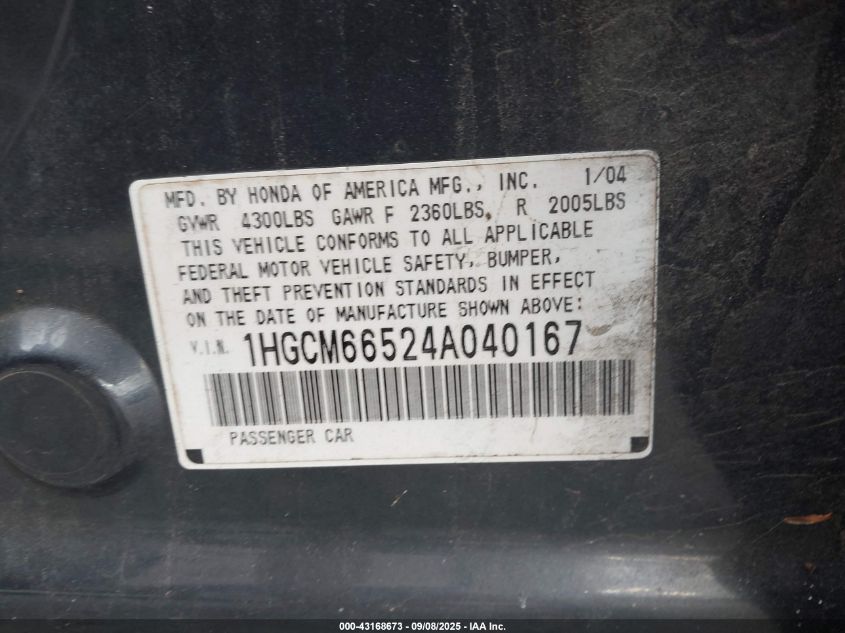 MFD. BY HONDA OF AMERICA MFG., INC. 1/04
GVWR 4300LBS GAWR F 2360LBS, R 2005LBS
THIS VEHICLE CONFORMS TO ALL APPLICABLE
FEDERAL MOTOR VEHICLE SAFETY, BUMPER,
AND THEFT PREVENTION STANDARDS IN EFFECT
ON THE DATE OF MANUFACTURE SHOWN ABOVE:
V.I.N. 1HGCM66524A040167
PASSENGER CAR
000-43168673 - 09/08/2025 - IAA Inc.